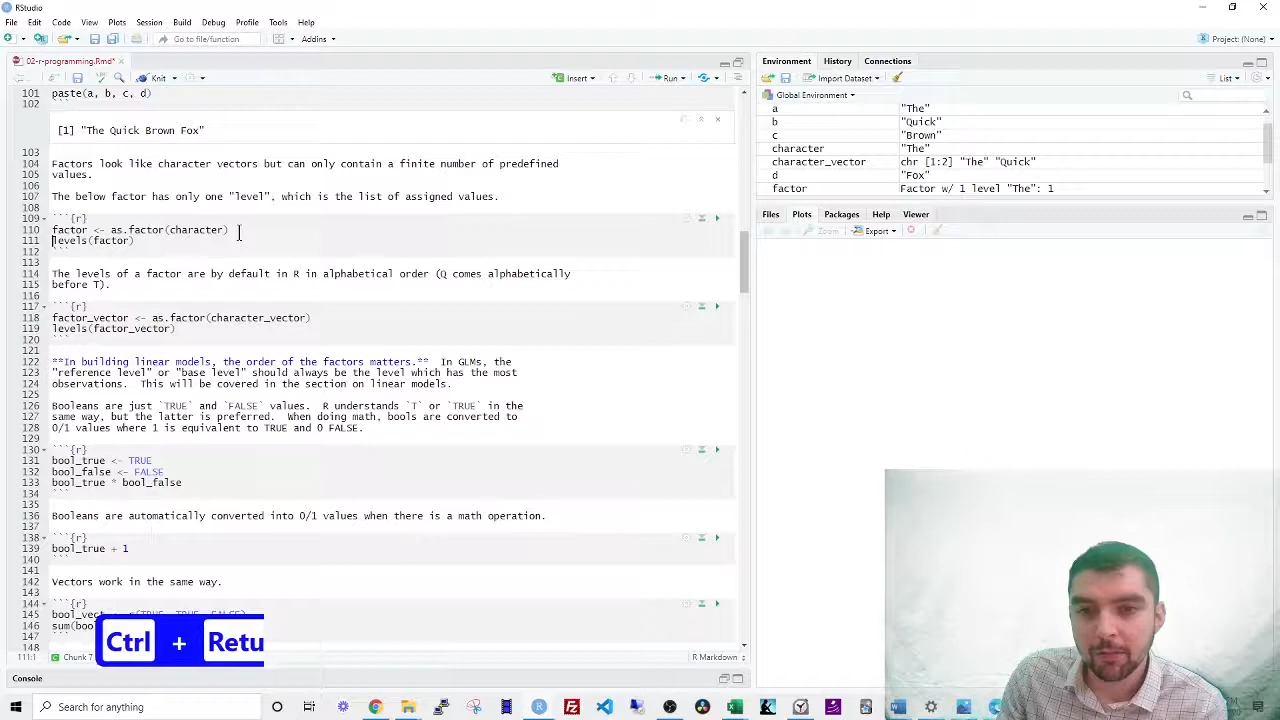 RStudio
File Edit Code View Plots Session Build Debug Profile Tools Help
Go to file/function
Addins
Project: (None)
02-r-programming.Rmd*
Knit
Insert
Run
101 paste(a, b, c, d)
102
[1] "The Quick Brown Fox"
103
104 Factors look like character vectors but can only contain a finite number of predefined
105 values.
106
107 The below factor has only one "level", which is the list of assigned values.
108
109 ```{r}
110 factor <- as.factor(character)
111 levels(factor)
112 ```
113
114 The levels of a factor are by default in R in alphabetical order (Q comes alphabetically
115 before T).
116
117 ```{r}
118 factor_vector <- as.factor(character_vector)
119 levels(factor_vector)
120 ```
121
122 **In building linear models, the order of the factors matters.** In GLMs, the
123 "reference level" or "base level" should always be the level which has the most
124 observations. This will be covered in the section on linear models.
125
126 Booleans are just `TRUE` and `FALSE` values. R understands `T` or `TRUE` in the
127 same way, but the latter is preferred. When doing math, bools are converted to
128 0/1 values where 1 is equivalent to TRUE and 0 FALSE.
129
130 ```{r}
131 bool_true <- TRUE
132 bool_false <- FALSE
133 bool_true * bool_false
134 ```
135
136 Booleans are automatically converted into 0/1 values when there is a math operation.
137
138 ```{r}
139 bool_true + 1
140 ```
141
142 Vectors work in the same way.
143
144 ```{r}
145
146
147
148
Ctrl + Retu
111:1 Chunk 7
R Markdown
Console
Environment History Connections
Import Dataset
List
Global Environment
a "The"
b "Quick"
c "Brown"
character "The"
character_vector chr [1:2] "The" "Quick"
d "Fox"
factor Factor w/ 1 level "The": 1
Files Plots Packages Help Viewer
Zoom Export
Search for anything